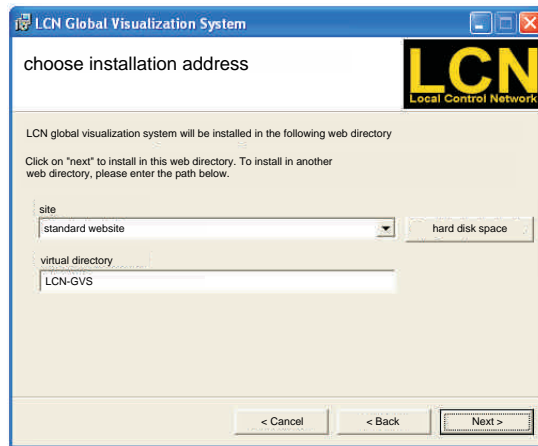 LCN Global Visualization System
choose installation address
LCN
Local Control Network
LCN global visualization system will be installed in the following web directory
Click on "next" to install in this web directory. To install in another
web directory, please enter the path below.
site
standard website
hard disk space
virtual directory
LCN-GVS
< Cancel
< Back
Next >